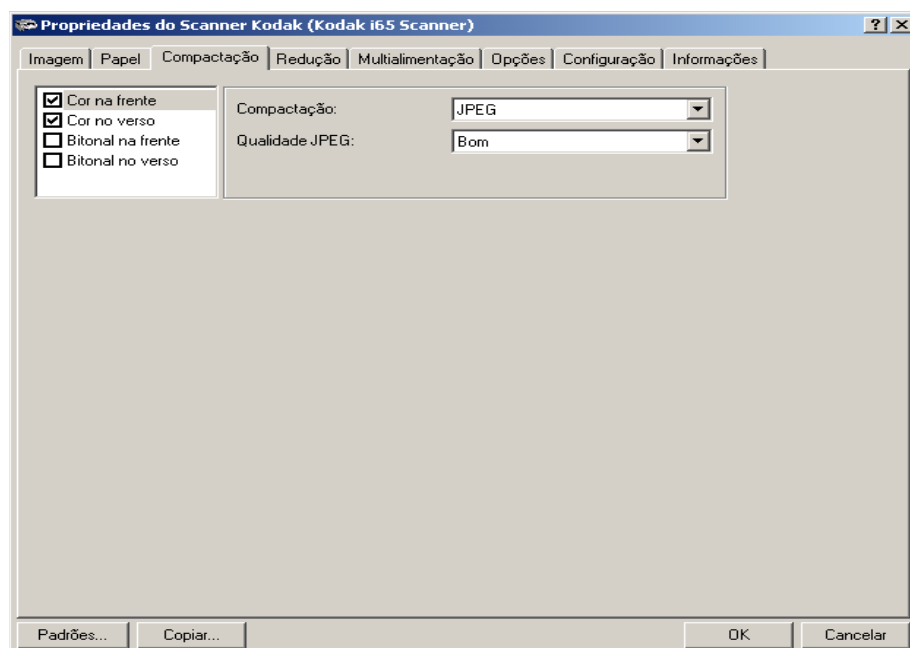 Propriedades do Scanner Kodak (Kodak i65 Scanner)
Imagem Papel Compactação Redução Multialimentação Opções Configuração Informações
Cor na frente
Cor no verso
Bitonal na frente
Bitonal no verso
Compactação: JPEG
Qualidade JPEG: Bom
Padrões... Copiar... OK Cancelar